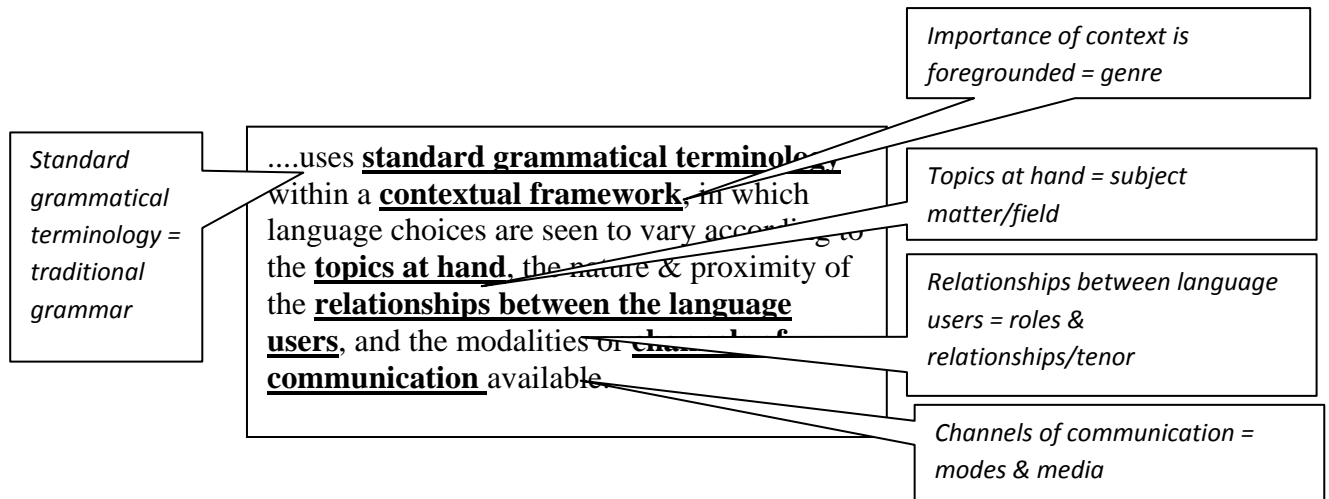 Importance of context is
foregrounded = genre
Standard
grammatical
terminology =
traditional
grammar
....uses standard grammatical terminology
within a contextual framework, in which
language choices are seen to vary according to
the topics at hand, the nature & proximity of
the relationships between the language
users, and the modalities or channels of
communication available.
Topics at hand = subject
matter/field
Relationships between language
users = roles &
relationships/tenor
Channels of communication =
modes & media